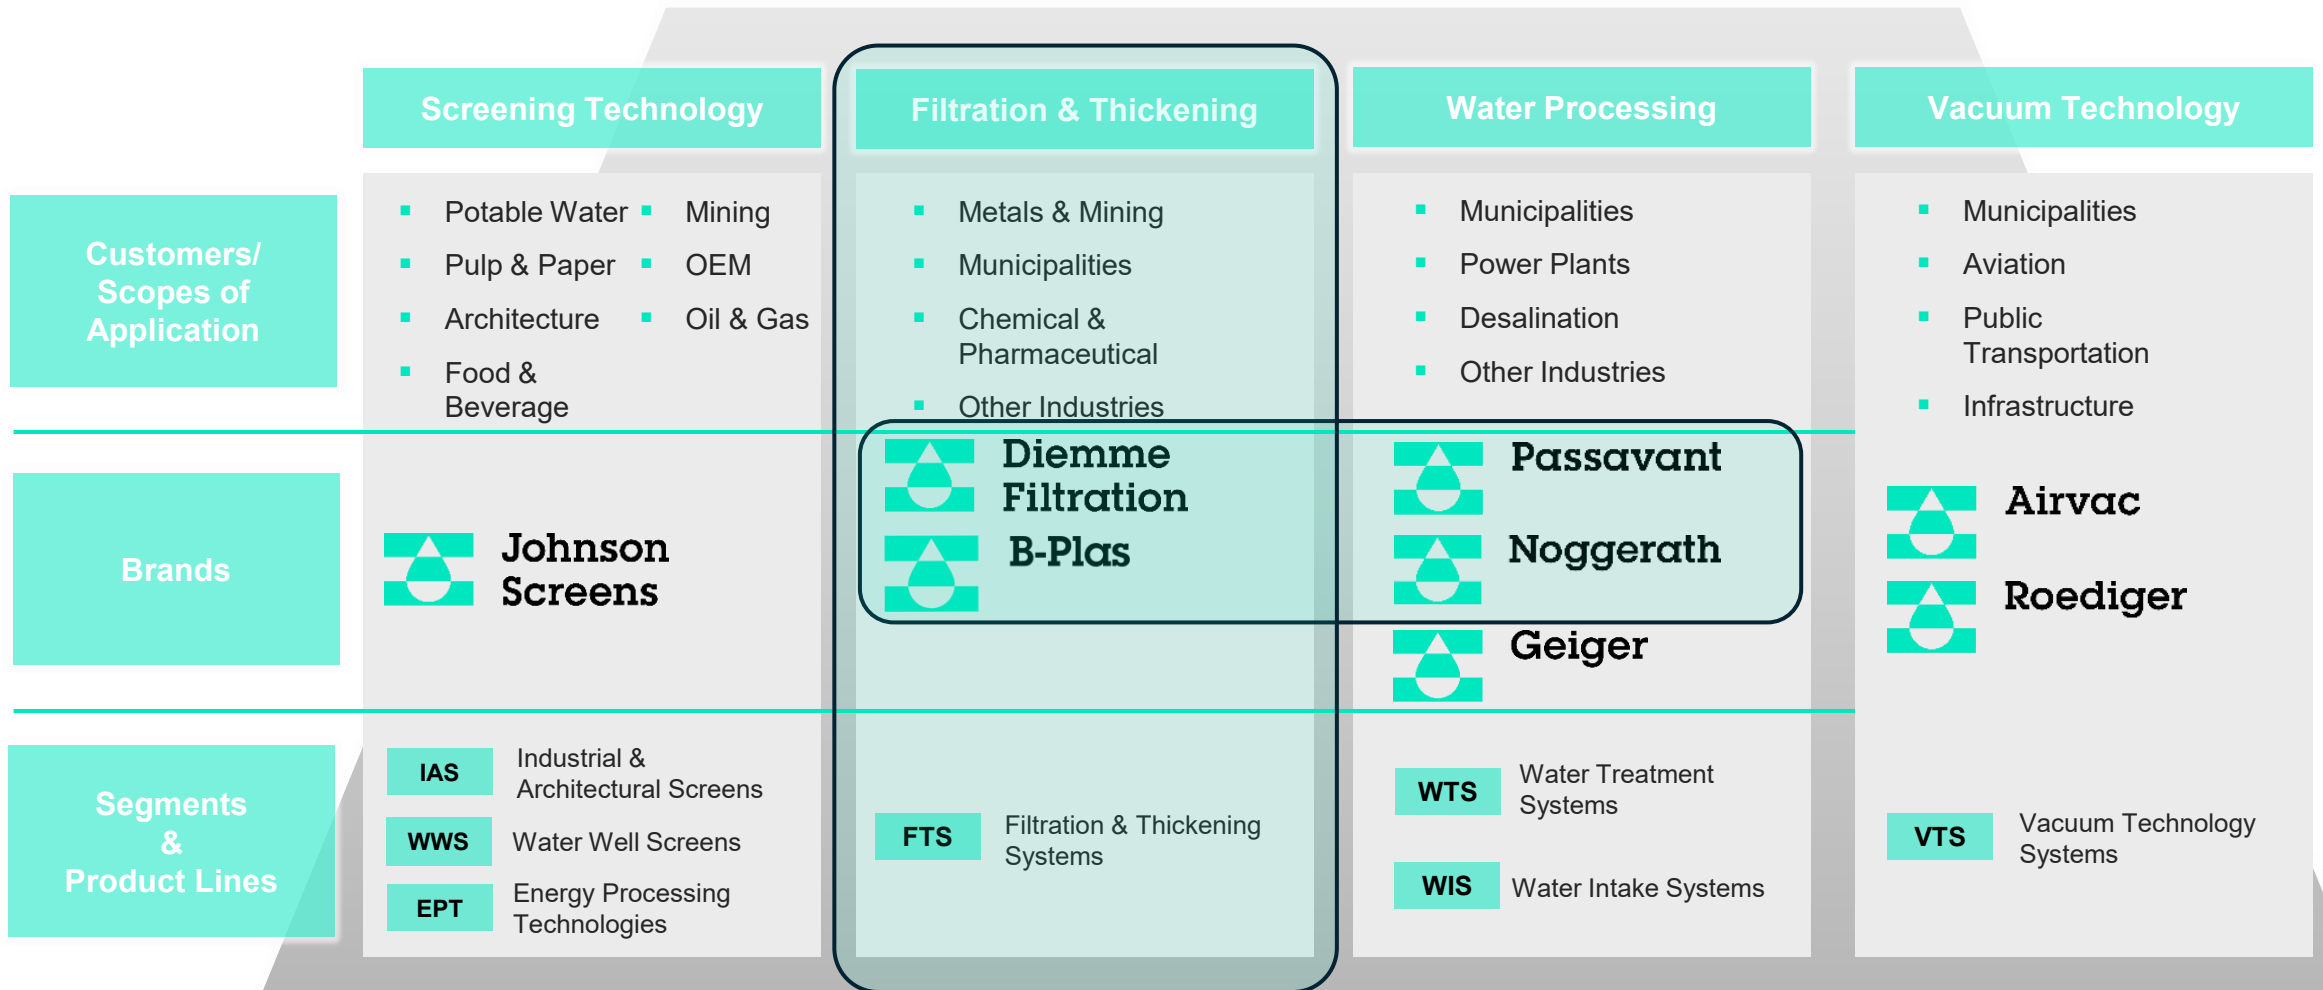 Screening Technology
Filtration & Thickening
Water Processing
Vacuum Technology
Customers/
Scopes of
Application
Potable Water
Pulp & Paper
Architecture
Food &
Beverage
Mining
OEM
Oil & Gas
Metals & Mining
Municipalities
Chemical &
Pharmaceutical
Other Industries
Municipalities
Power Plants
Desalination
Other Industries
Municipalities
Aviation
Public
Transportation
Infrastructure
Brands
Johnson
Screens
Diemme
Filtration
B-Plas
Passavant
Noggerath
Geiger
Airvac
Roediger
Segments
&
Product Lines
IAS
Industrial &
Architectural Screens
WWS
Water Well Screens
EPT
Energy Processing
Technologies
FTS
Filtration & Thickening
Systems
WTS
Water Treatment
Systems
WIS
Water Intake Systems
VTS
Vacuum Technology
Systems